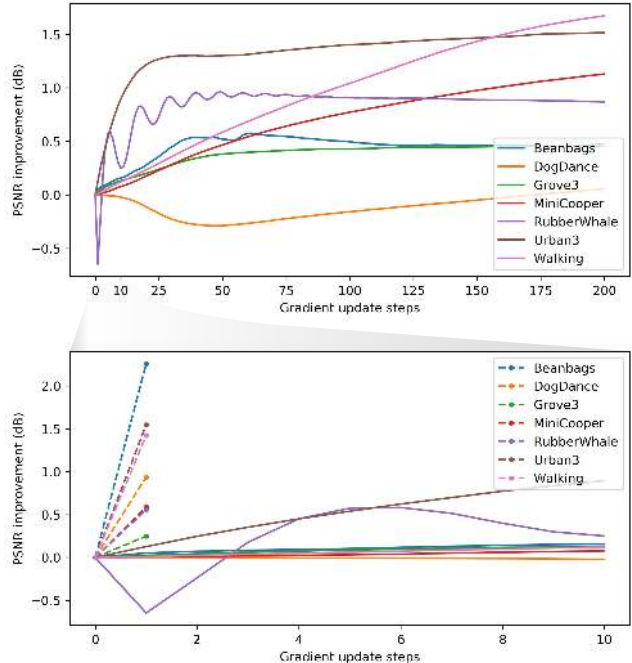 1.5
1.0
0.5
0.0
−0.5
PSNR improvement (dB)
Beanbags
DogDance
Grove3
MiniCooper
RubberWhale
Urban3
Walking
0 10 25 50 75 100 125 150 175 200
Gradient update steps
2.0
1.5
1.0
0.5
0.0
−0.5
PSNR improvement (dB)
Beanbags
DogDance
Grove3
MiniCooper
RubberWhale
Urban3
Walking
0 2 4 6 8 10
Gradient update steps